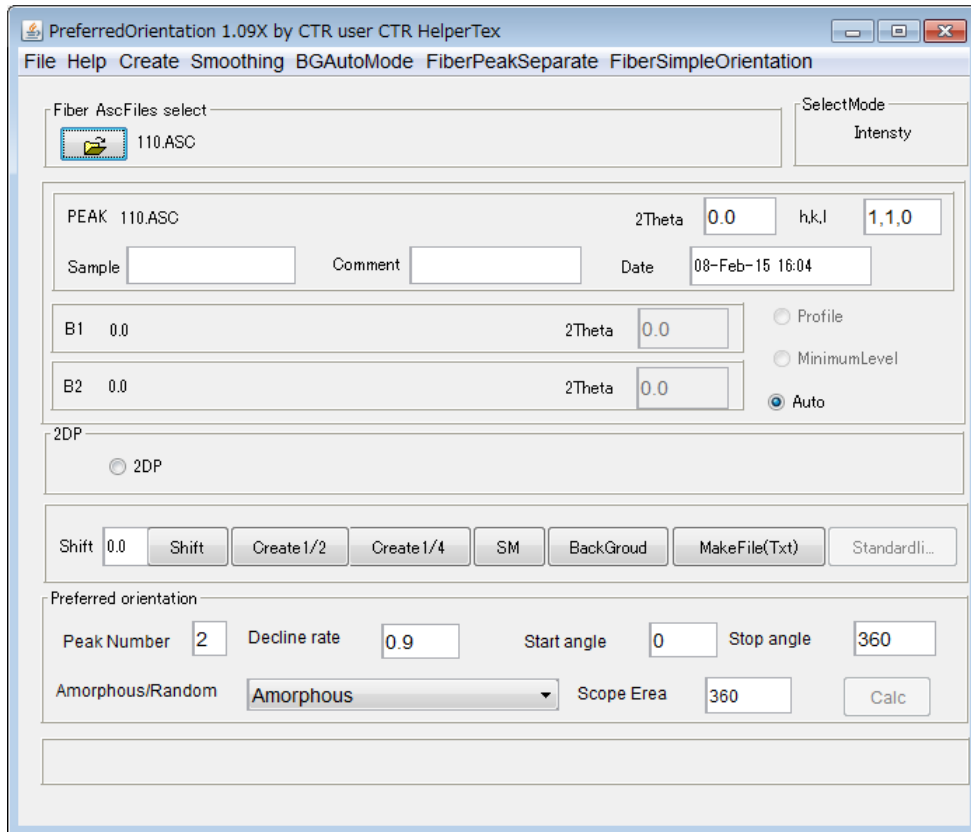 PreferredOrientation 1.09X by CTR user CTR HelperTex
File Help Create Smoothing BGAutoMode FiberPeakSeparate FiberSimpleOrientation
Fiber AscFiles select
110.ASC
SelectMode
Intensty
PEAK 110.ASC 2Theta 0.0 h,k,l 1,1,0
Sample Comment Date 08-Feb-15 16:04
B1 0.0 2Theta 0.0
Profile
MinimumLevel
B2 0.0 2Theta 0.0
Auto
2DP
2DP
Shift 0.0 Shift Create1/2 Create1/4 SM BackGroud MakeFile(Txt) Standardli...
Preferred orientation
Peak Number 2 Decline rate 0.9 Start angle 0 Stop angle 360
Amorphous/Random Amorphous Scope Erea 360 Calc